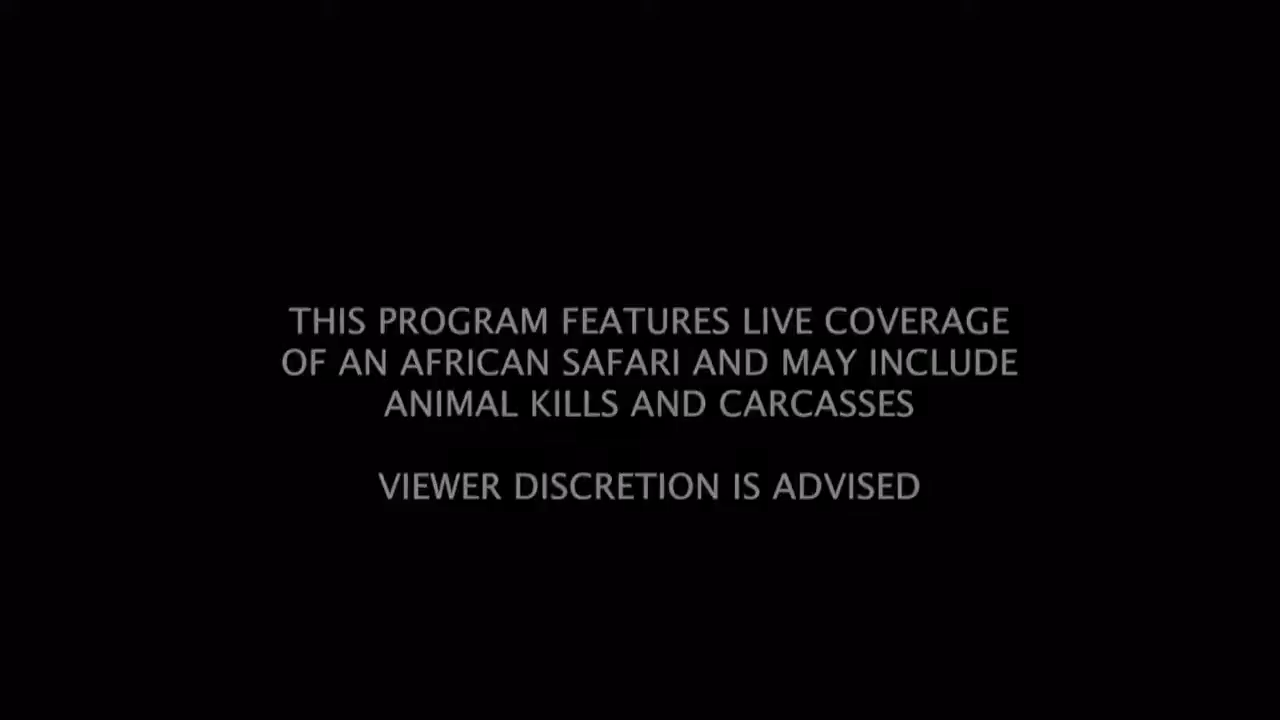 THIS PROGRAM FEATURES LIVE COVERAGE
OF AN AFRICAN SAFARI AND MAY INCLUDE
ANIMAL KILLS AND CARCASSES
VIEWER DISCRETION IS ADVISED